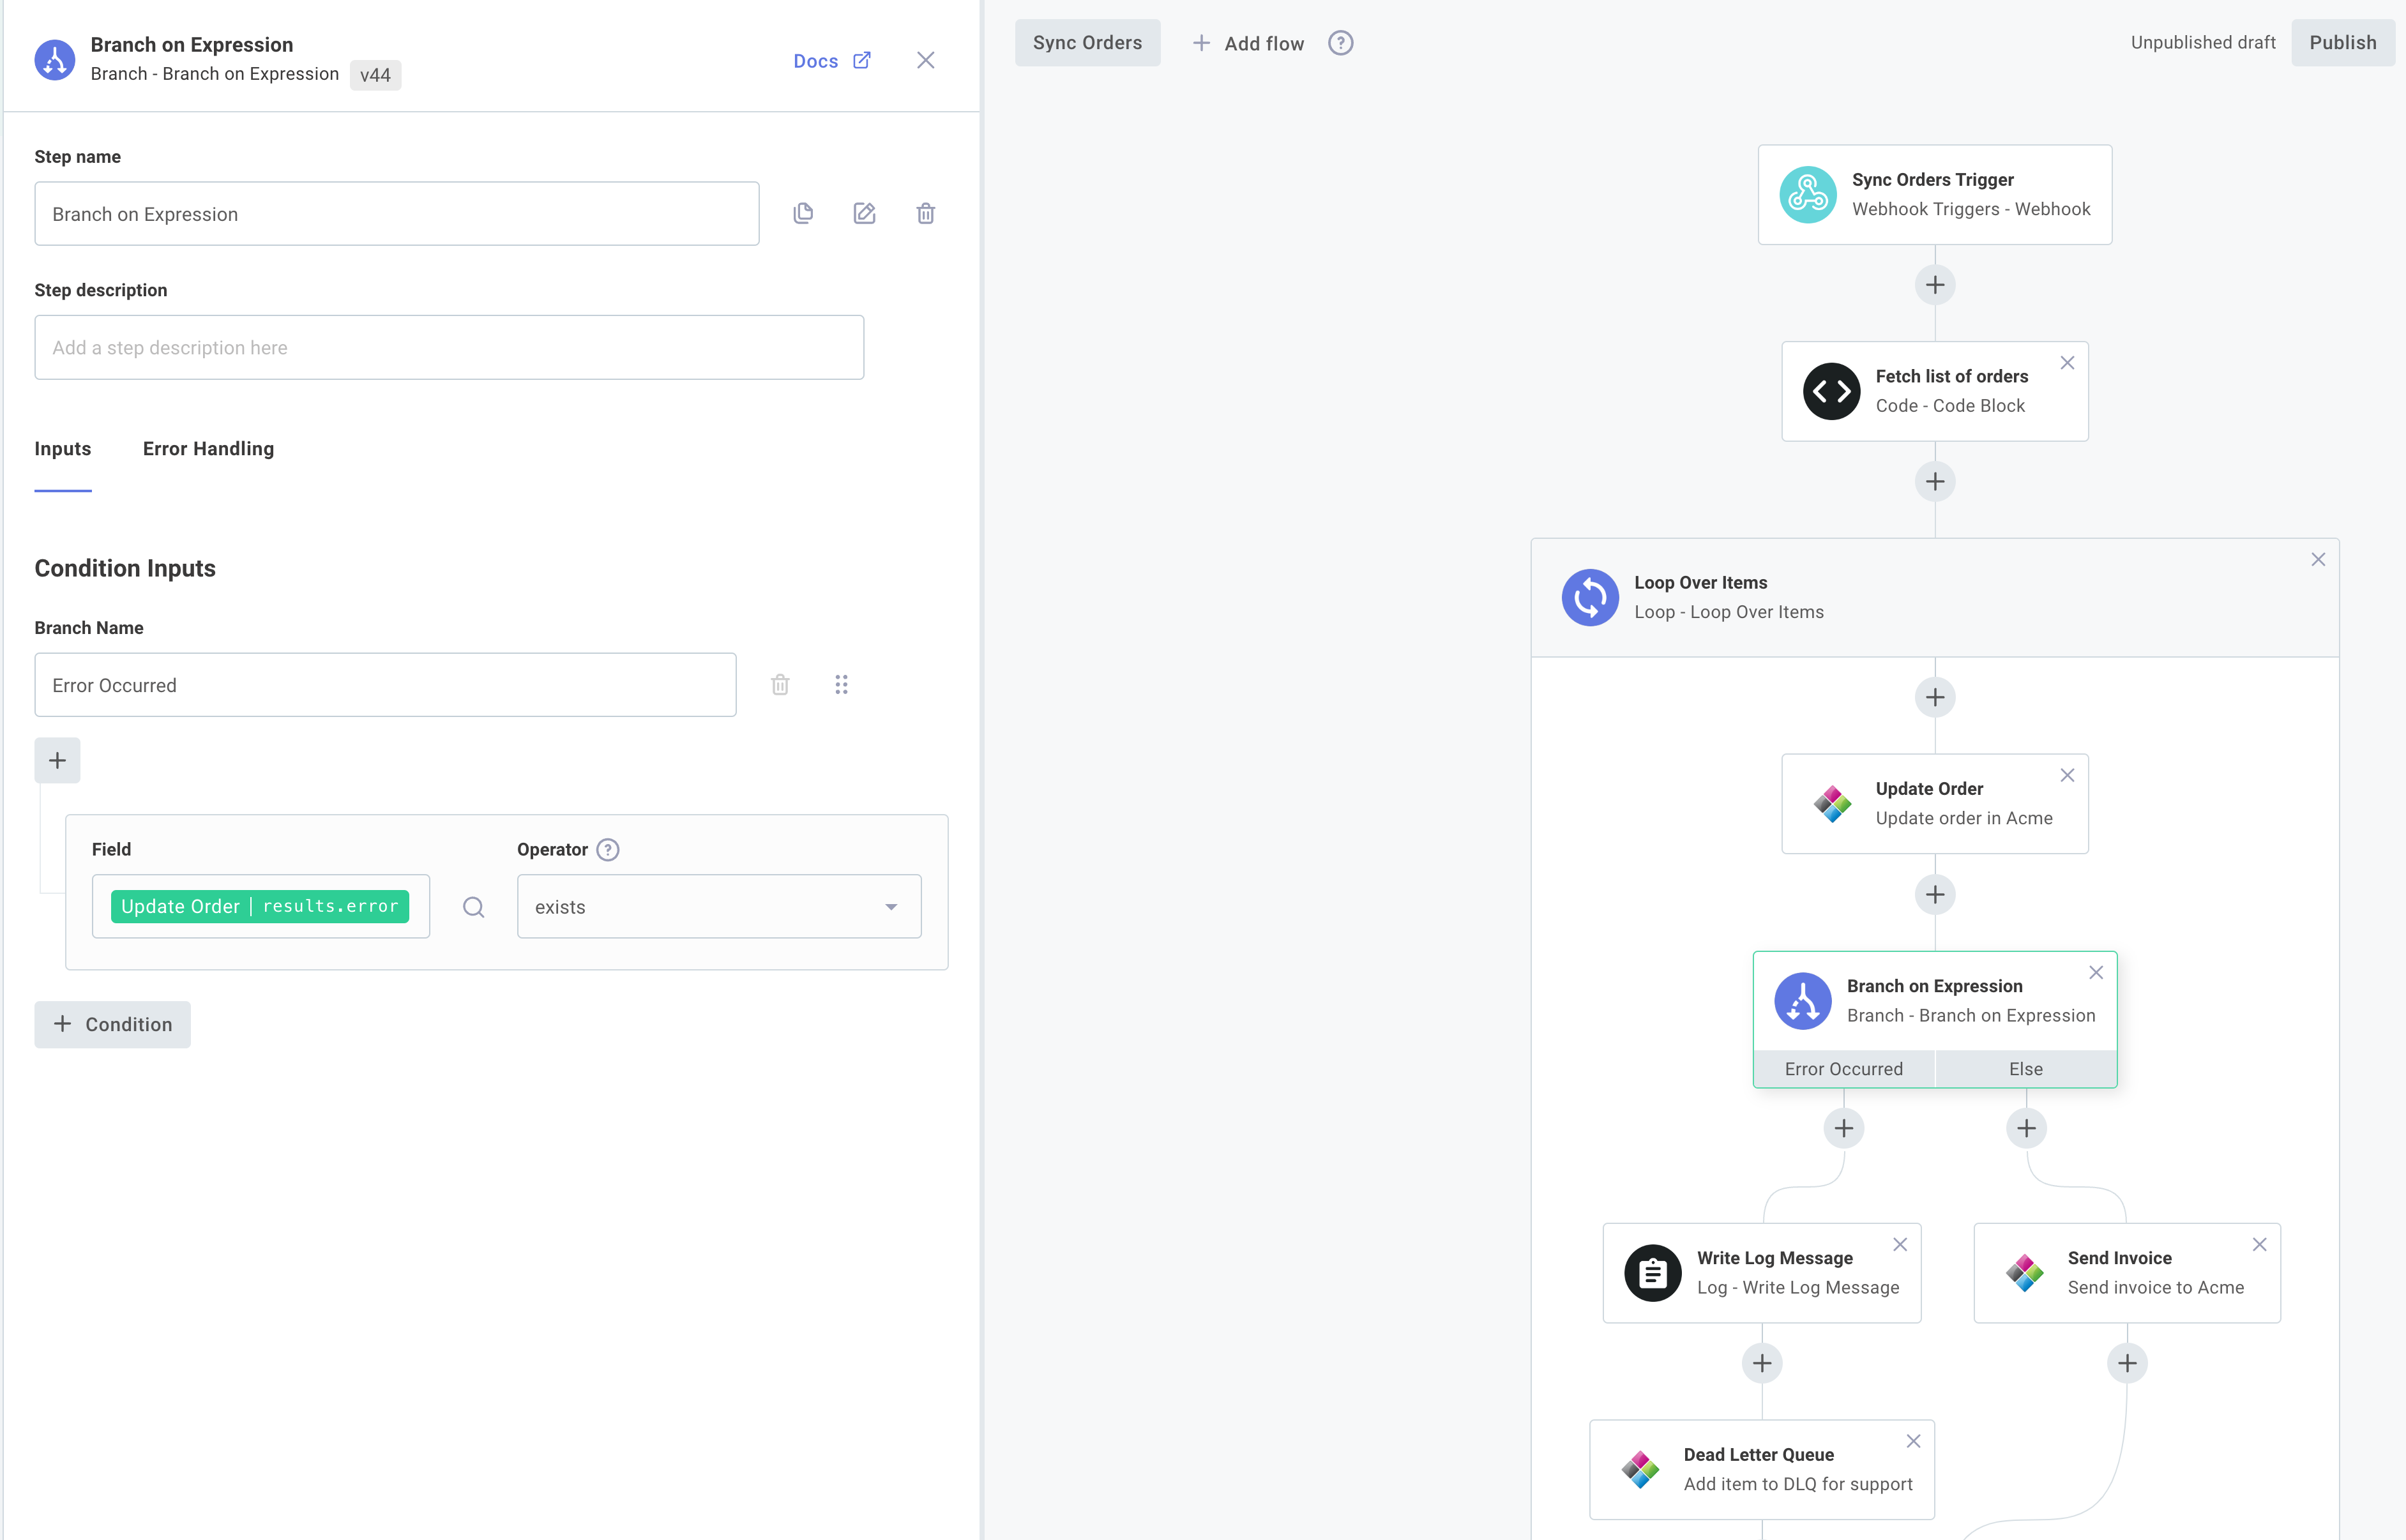 Branch on Expression
Branch - Branch on Expression v44
Docs
Step name
Branch on Expression
Step description
Add a step description here
Inputs Error Handling
Condition Inputs
Branch Name
Error Occurred
Field Operator ?
Update Order | results.error exists
+ Condition
Sync Orders + Add flow ? Unpublished draft Publish
Sync Orders Trigger
Webhook Triggers - Webhook
Fetch list of orders
Code - Code Block
Loop Over Items
Loop - Loop Over Items
Update Order
Update order in Acme
Branch on Expression
Branch - Branch on Expression
Error Occurred Else
Write Log Message
Log - Write Log Message
Send Invoice
Send invoice to Acme
Dead Letter Queue
Add item to DLQ for support